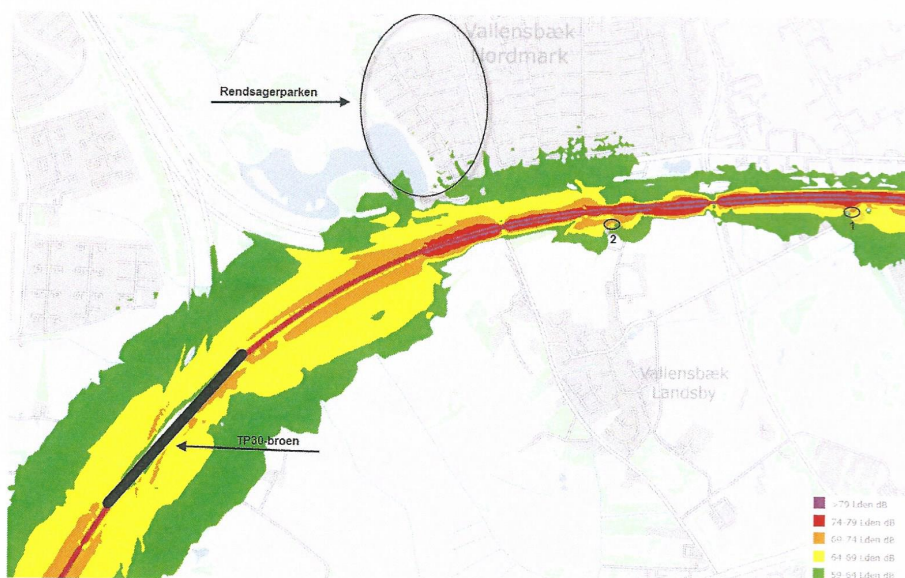 Vallensbæk
Nordmark
Rendsagerparken
1
2
Vallensbæk
Landsby
TP30-broen
>79 Lden dB
74-79 Lden dB
69-74 Lden dB
64-69 Lden dB
59-64 Lden dB